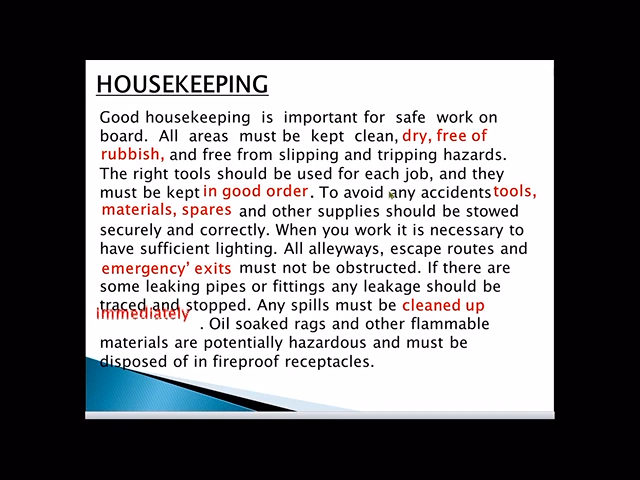 HOUSEKEEPING
Good housekeeping is important for safe work on
board. All areas must be kept clean, dry, free of
rubbish, and free from slipping and tripping hazards.
The right tools should be used for each job, and they
must be kept in good order. To avoid any accidents tools,
materials, spares and other supplies should be stowed
securely and correctly. When you work it is necessary to
have sufficient lighting. All alleyways, escape routes and
emergency’ exits must not be obstructed. If there are
some leaking pipes or fittings any leakage should be
traced and stopped. Any spills must be cleaned up
immediately . Oil soaked rags and other flammable
materials are potentially hazardous and must be
disposed of in fireproof receptacles.